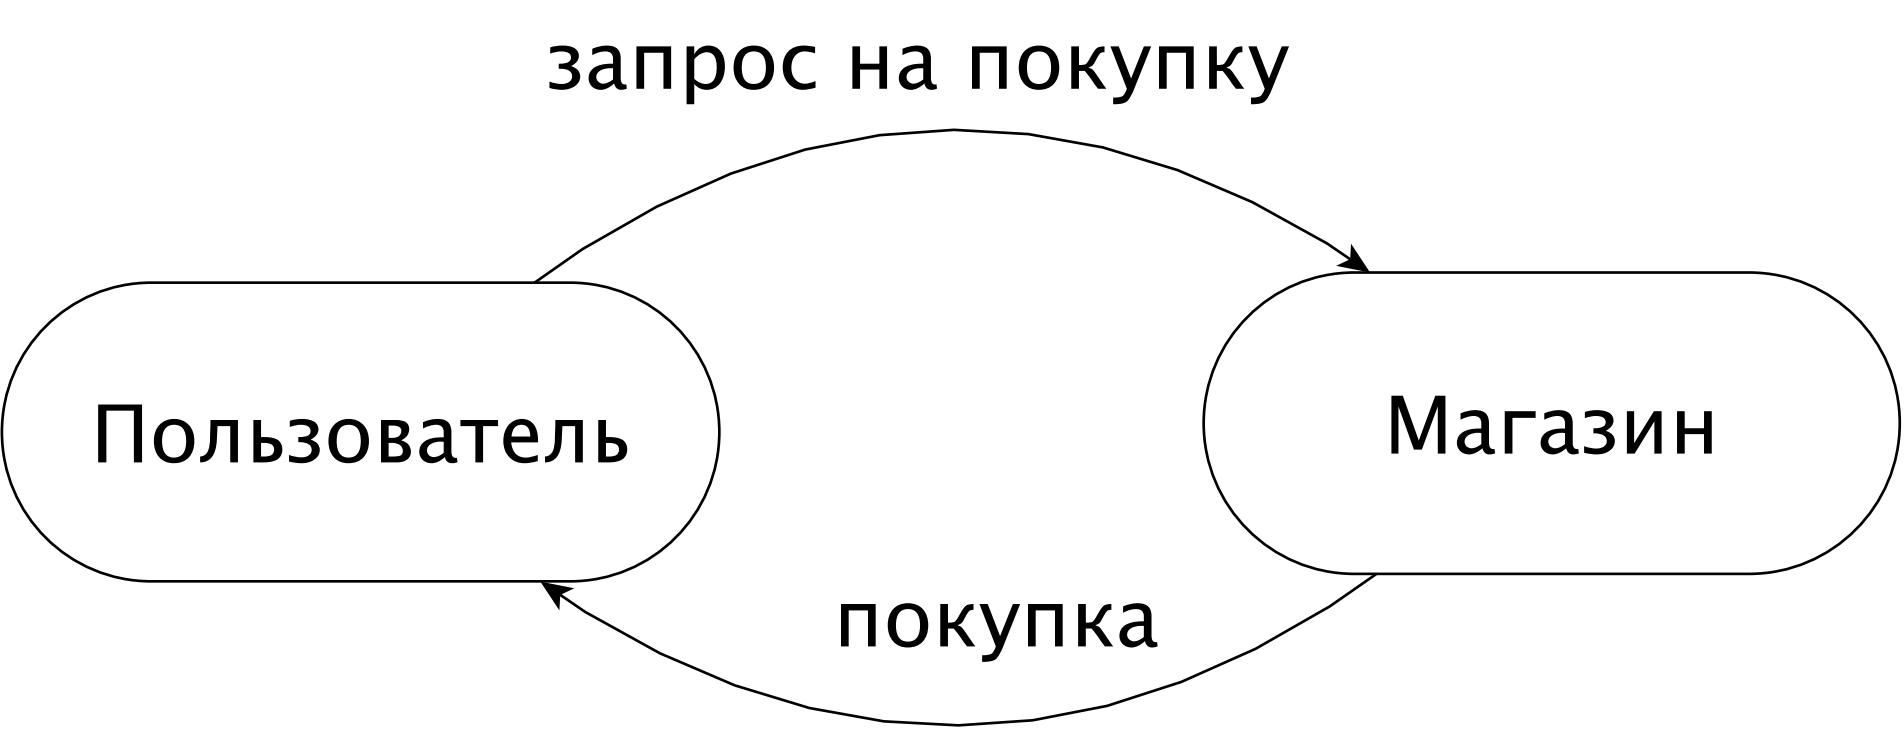 запрос на покупку
Пользователь
Магазин
покупка